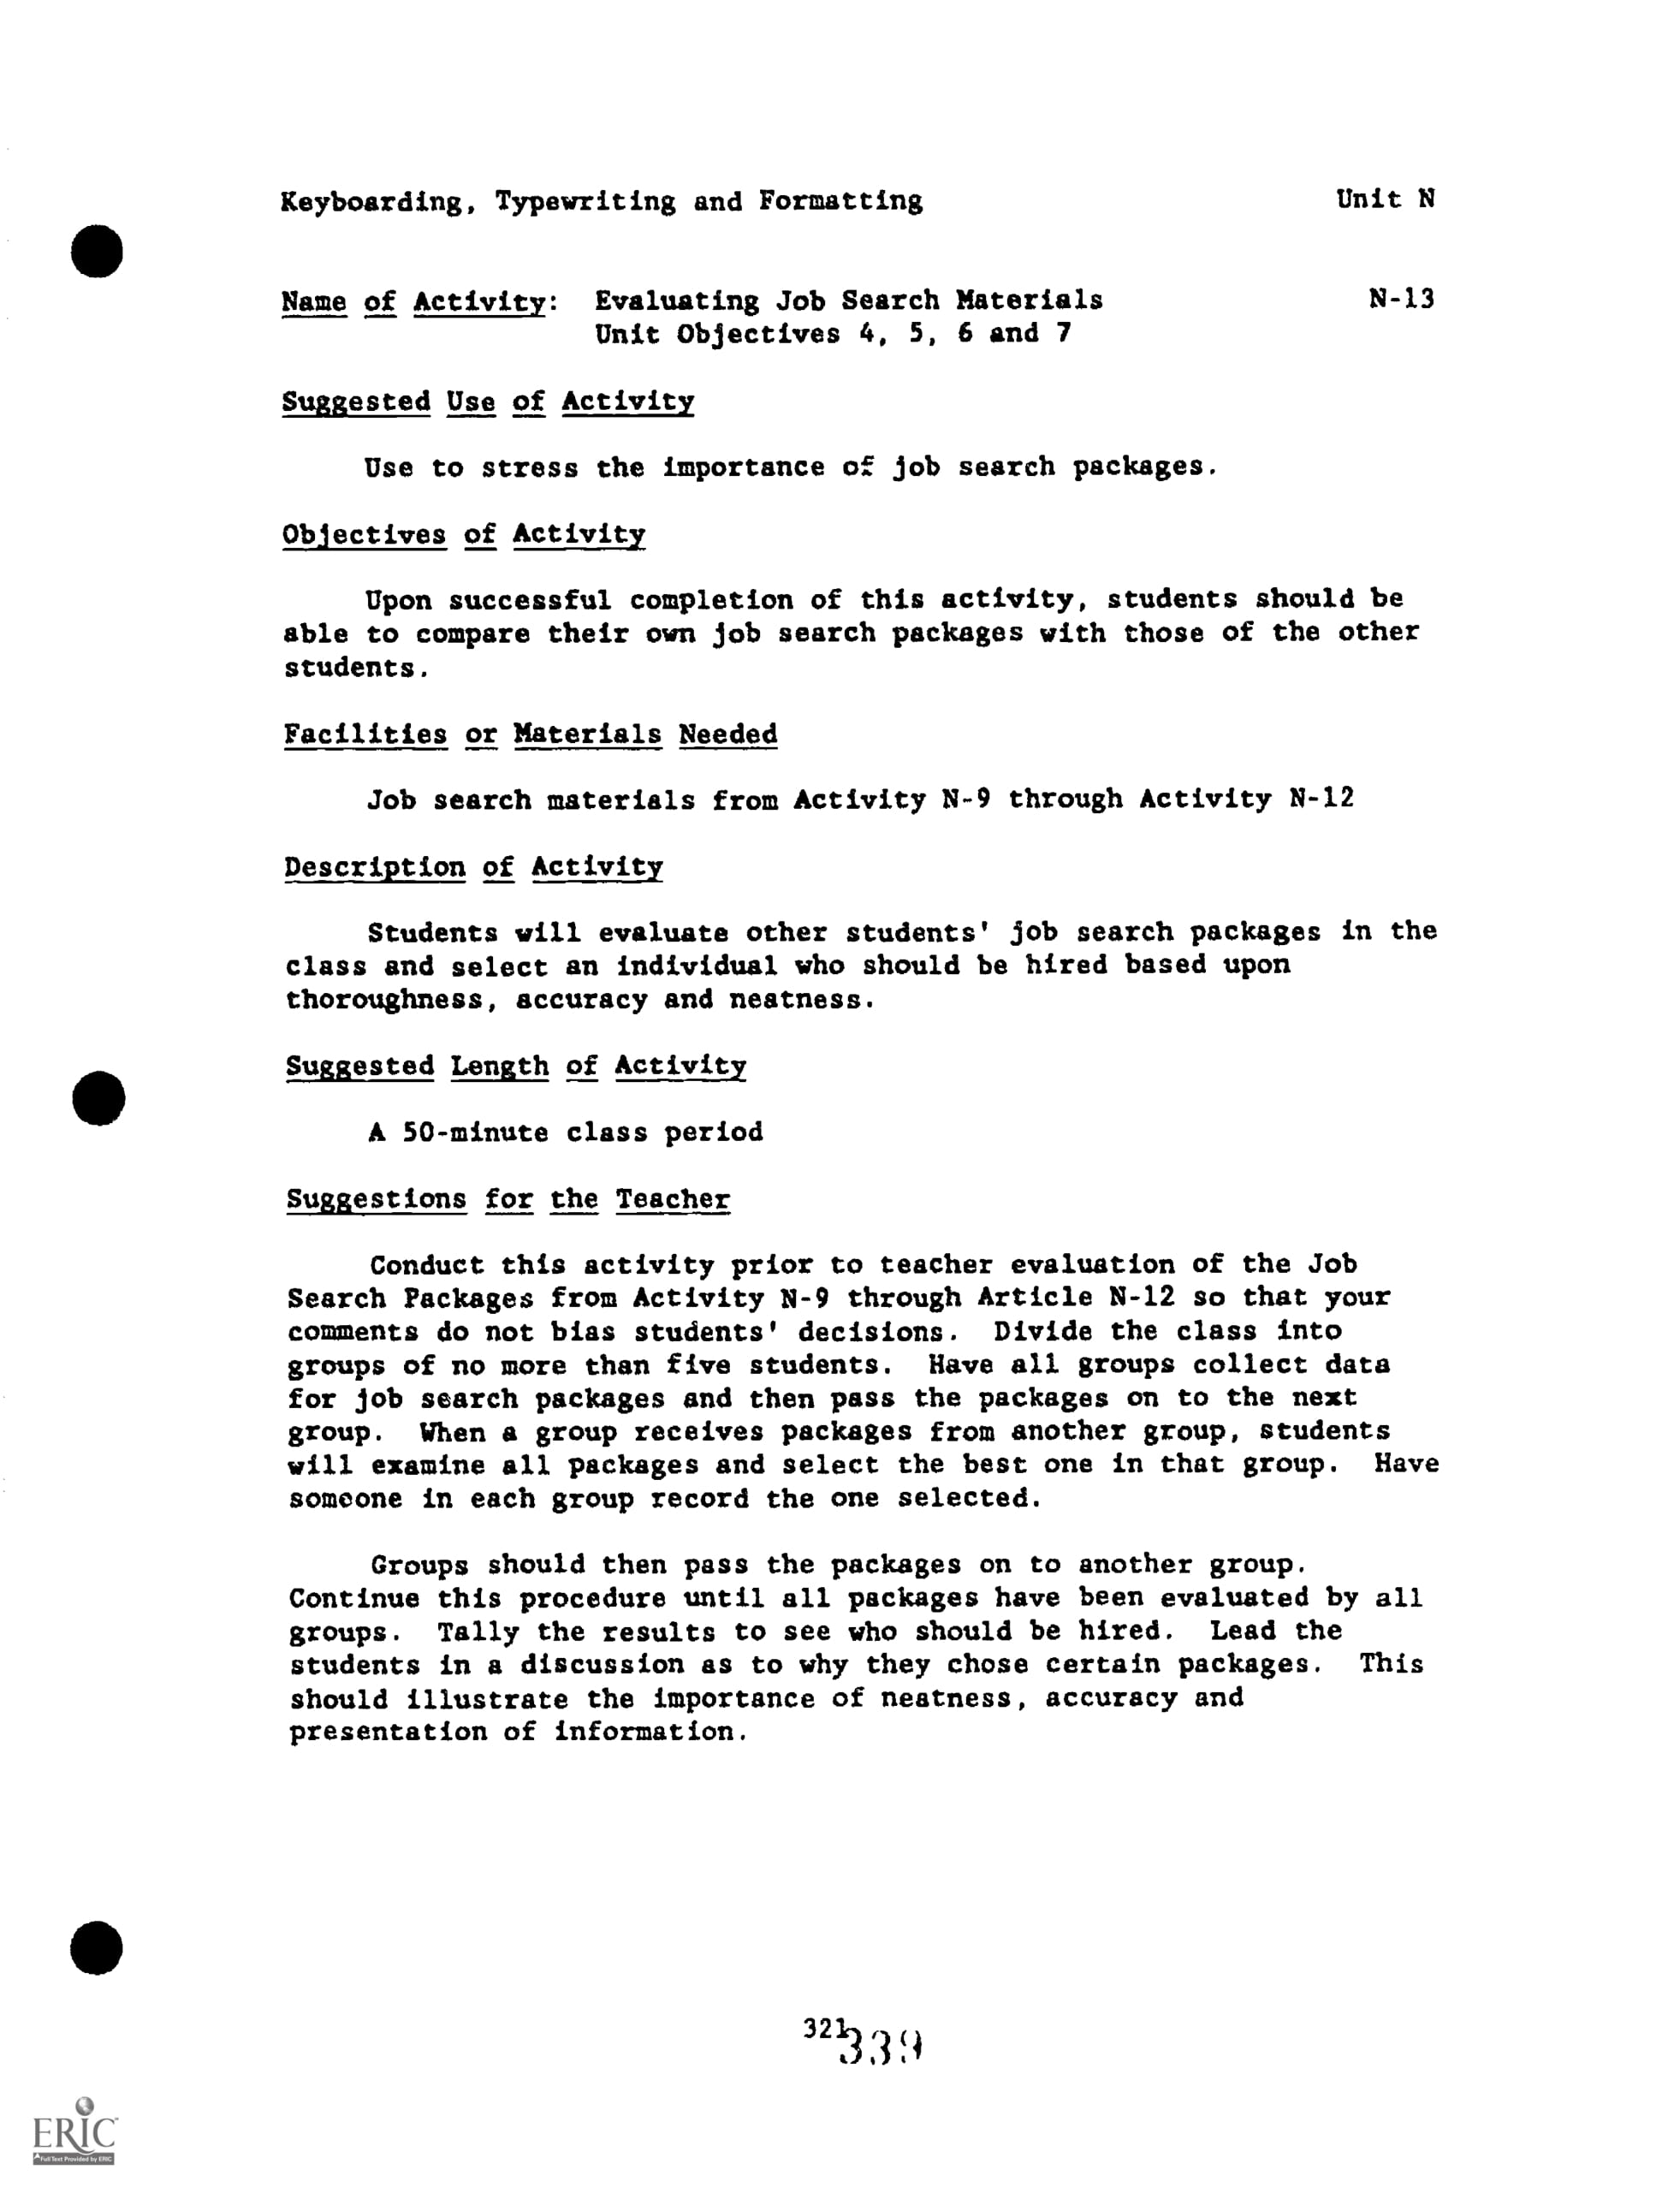 Keyboarding, Typewriting and Formatting Unit N
Name of Activity: Evaluating Job Search Materials N-13
Unit Objectives 4, 5, 6 and 7
Suggested Use of Activity
Use to stress the importance of job search packages.
Objectives of Activity
Upon successful completion of this activity, students should be
able to compare their own job search packages with those of the other
students.
Facilities or Materials Needed
Job search materials from Activity N-9 through Activity N-12
Description of Activity
Students will evaluate other students' job search packages in the
class and select an individual who should be hired based upon
thoroughness, accuracy and neatness.
Suggested Length of Activity
A 50-minute class period
Suggestions for the Teacher
Conduct this activity prior to teacher evaluation of the Job
Search Packages from Activity N-9 through Article N-12 so that your
comments do not bias students' decisions. Divide the class into
groups of no more than five students. Have all groups collect data
for job search packages and then pass the packages on to the next
group. When a group receives packages from another group, students
will examine all packages and select the best one in that group. Have
someone in each group record the one selected.
Groups should then pass the packages on to another group.
Continue this procedure until all packages have been evaluated by all
groups. Tally the results to see who should be hired. Lead the
students in a discussion as to why they chose certain packages. This
should illustrate the importance of neatness, accuracy and
presentation of information.
321
339
ERIC
Full Text Provided by ERIC